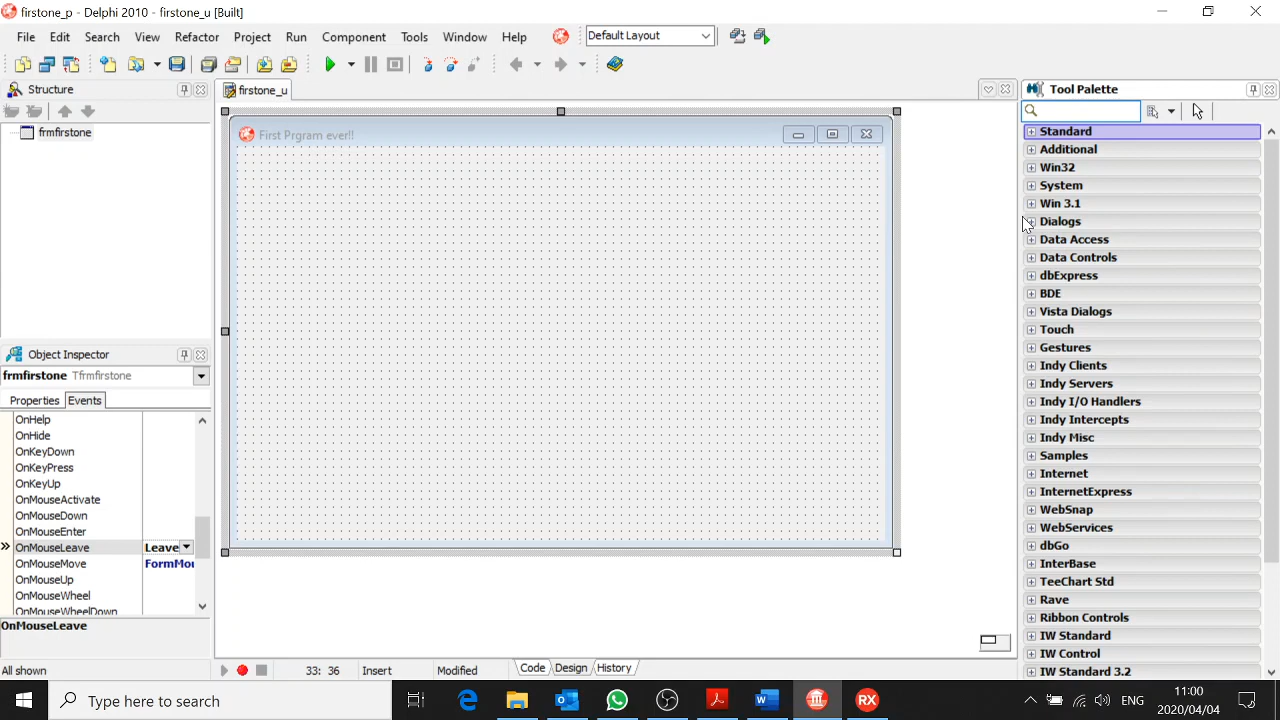 firstone_p - Delphi 2010 - firstone_u [Built]
File Edit Search View Refactor Project Run Component Tools Window Help Default Layout
Structure
frmfirstone
firstone_u
First Prgram ever!!
Tool Palette
Standard
Additional
Win32
System
Win 3.1
Dialogs
Data Access
Data Controls
dbExpress
BDE
Vista Dialogs
Touch
Gestures
Indy Clients
Indy Servers
Indy I/O Handlers
Indy Intercepts
Indy Misc
Samples
Internet
InternetExpress
WebSnap
WebServices
dbGo
InterBase
TeeChart Std
Rave
Ribbon Controls
IW Standard
IW Control
IW Standard 3.2
Object Inspector
frmfirstone Tfrmfirstone
Properties Events
OnHelp
OnHide
OnKeyDown
OnKeyPress
OnKeyUp
OnMouseActivate
OnMouseDown
OnMouseEnter
OnMouseLeave Leave
OnMouseMove FormMou
OnMouseUp
OnMouseWheel
OnMouseWheelDown
OnMouseLeave
All shown
33: 36 Insert Modified Code Design History
Type here to search
ENG
11:00
2020/04/04
RX